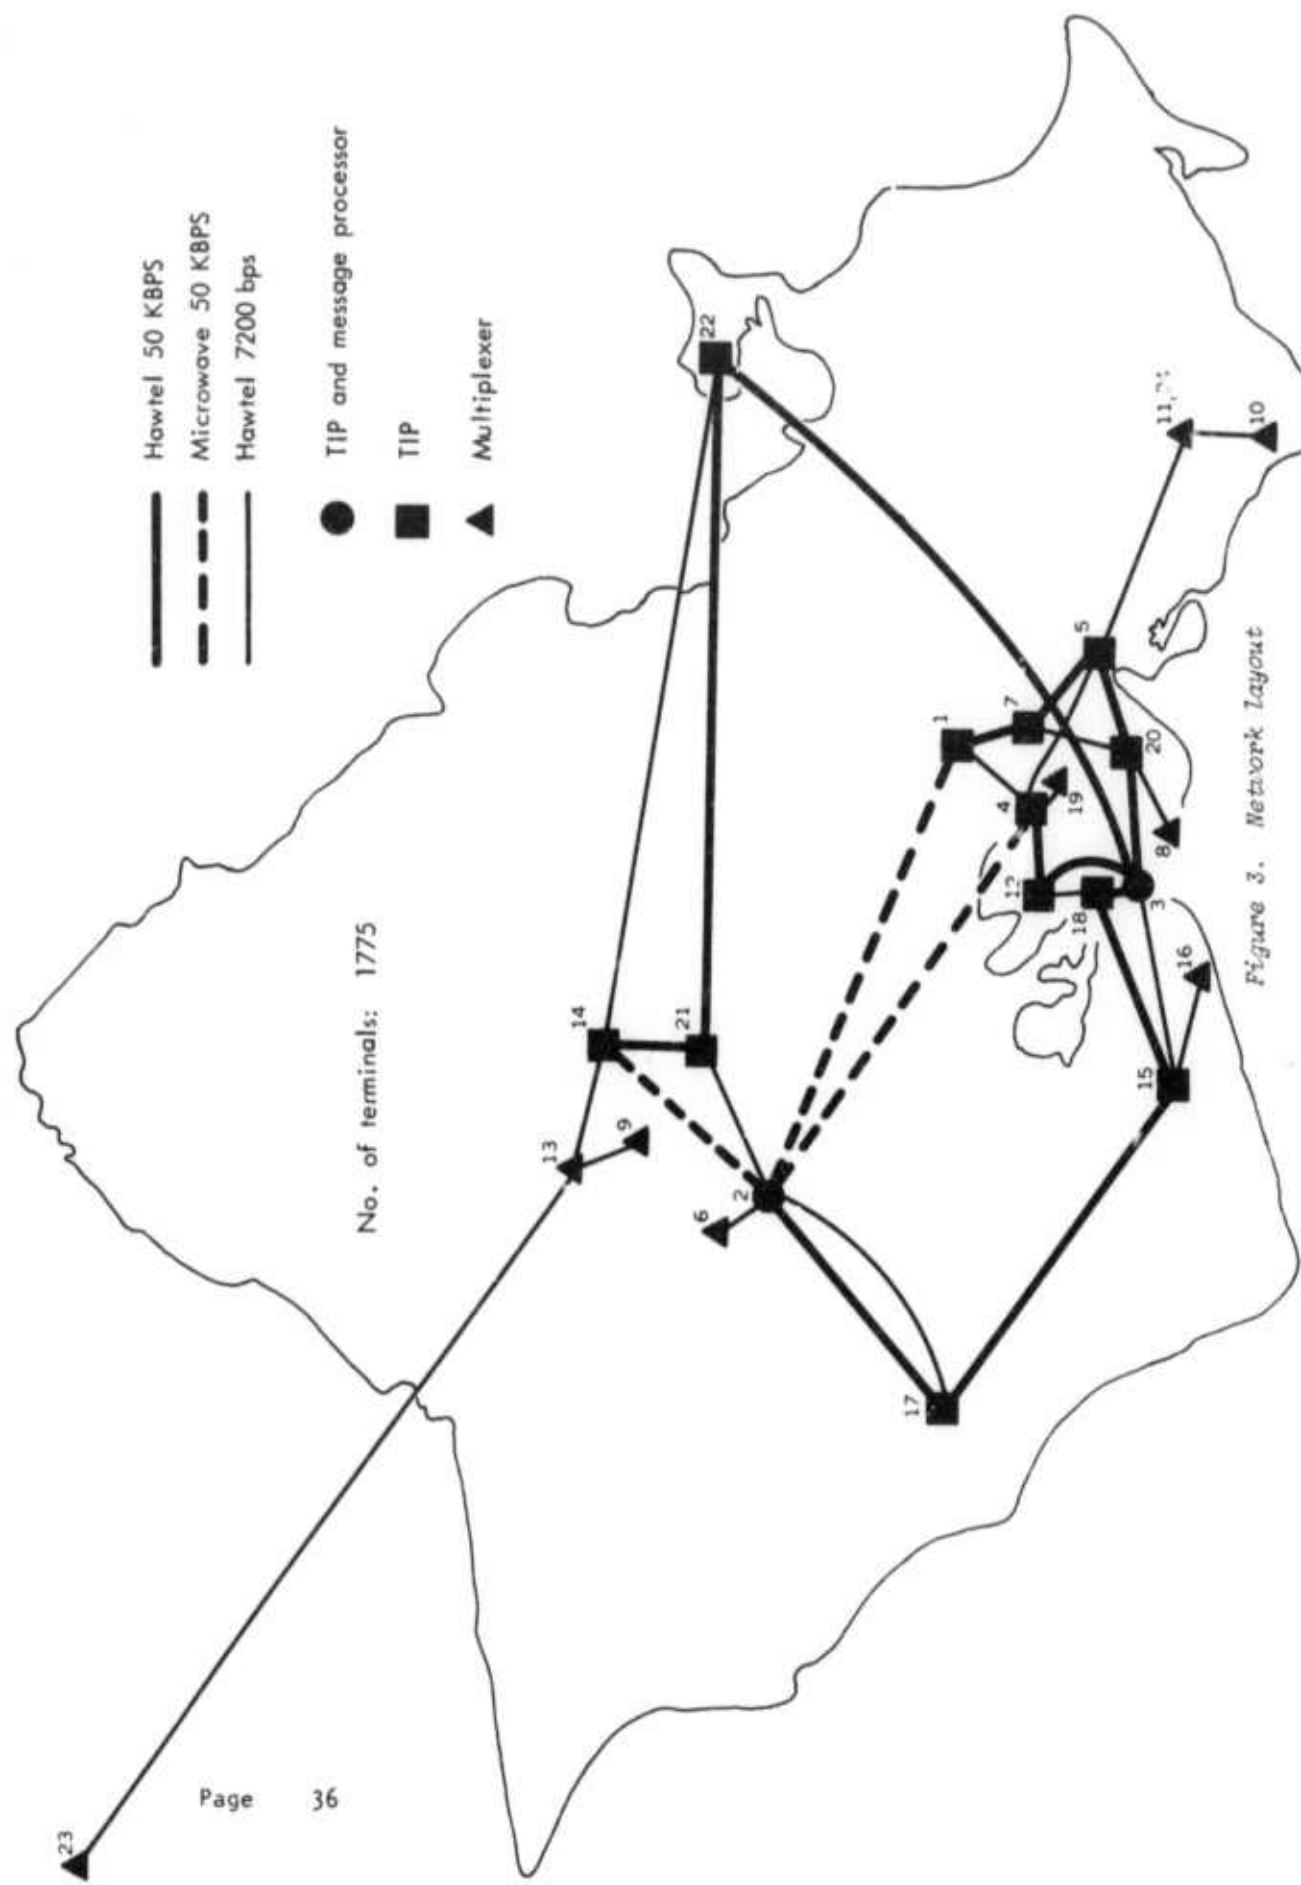 Hawtel 50 KBPS
Microwave 50 KBPS
Hawtel 7200 bps
TIP and message processor
TIP
Multiplexer
No. of terminals: 1775
23
13
14
9
21
22
6
2
17
1
7
4
19
5
12
18
3
20
8
15
16
11,
10
Figure 3. Network layout
Page 36